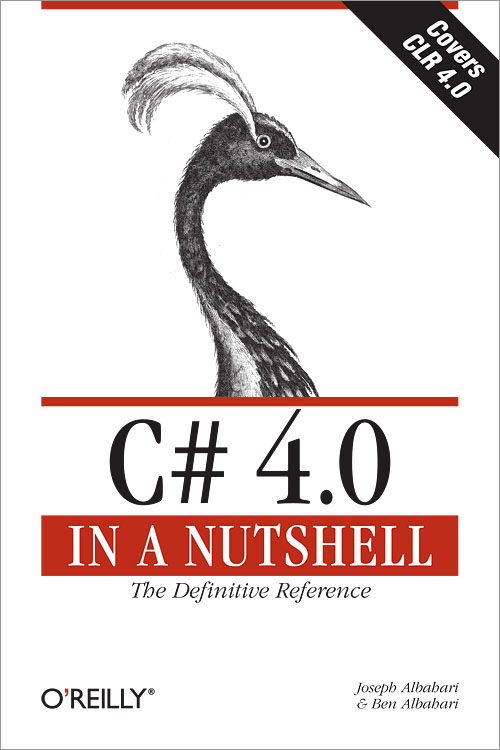 Covers
CLR 4.0
C# 4.0
IN A NUTSHELL
The Definitive Reference
O'REILLY®
Joseph Albahari
& Ben Albahari